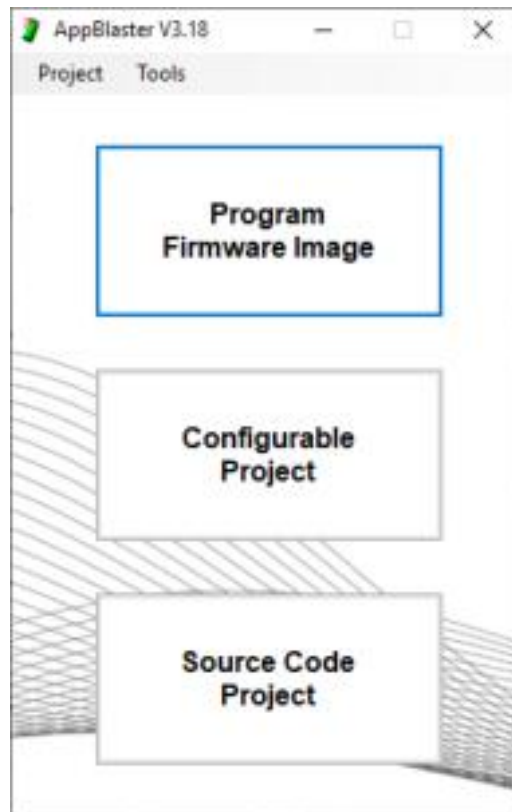 AppBlaster V3.18
Project Tools
Program
Firmware Image
Configurable
Project
Source Code
Project